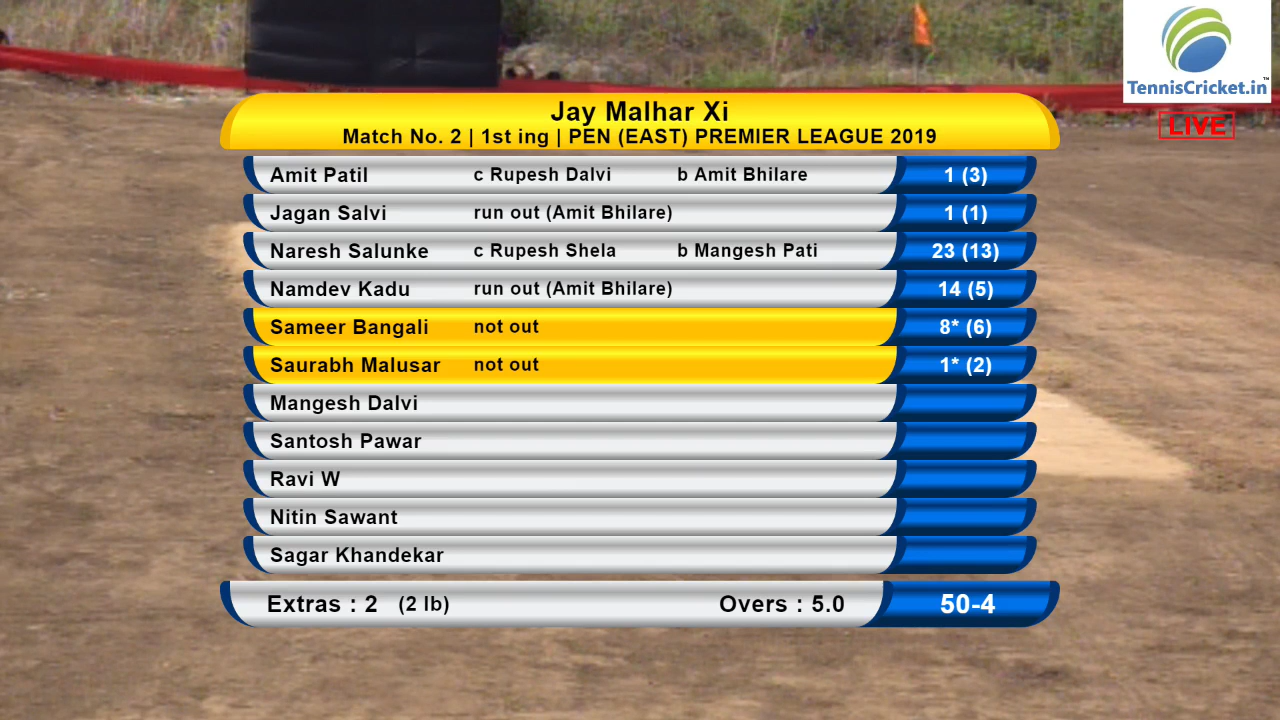 TennisCricket.in™
LIVE
Jay Malhar Xi
Match No. 2 | 1st ing | PEN (EAST) PREMIER LEAGUE 2019
Amit Patil c Rupesh Dalvi b Amit Bhilare 1 (3)
Jagan Salvi run out (Amit Bhilare) 1 (1)
Naresh Salunke c Rupesh Shela b Mangesh Pati 23 (13)
Namdev Kadu run out (Amit Bhilare) 14 (5)
Sameer Bangali not out 8* (6)
Saurabh Malusar not out 1* (2)
Mangesh Dalvi
Santosh Pawar
Ravi W
Nitin Sawant
Sagar Khandekar
Extras : 2 (2 lb) Overs : 5.0 50-4